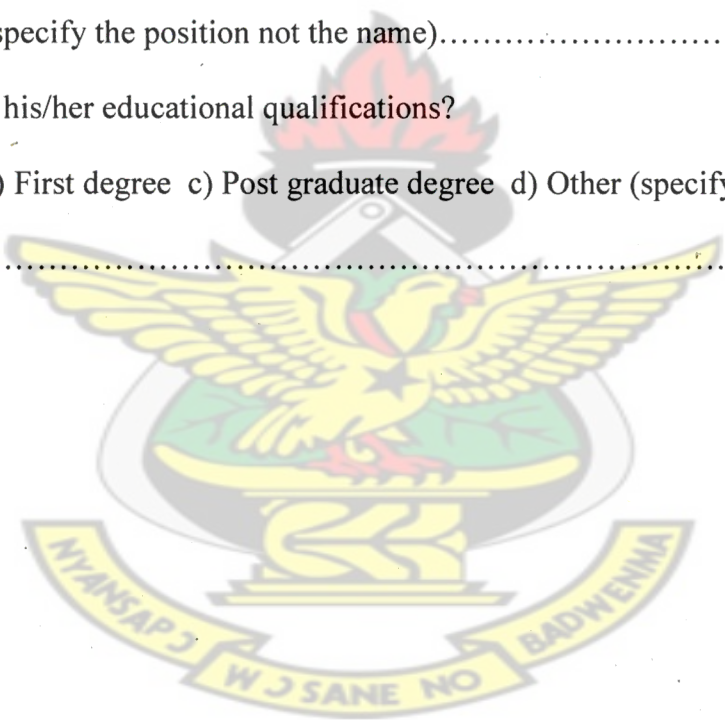 specify the position not the name)..............................
his/her educational qualifications?
) First degree c) Post graduate degree d) Other (specify
................................................................................
NYANSAPƆ WƆSANE NO BADWENMA